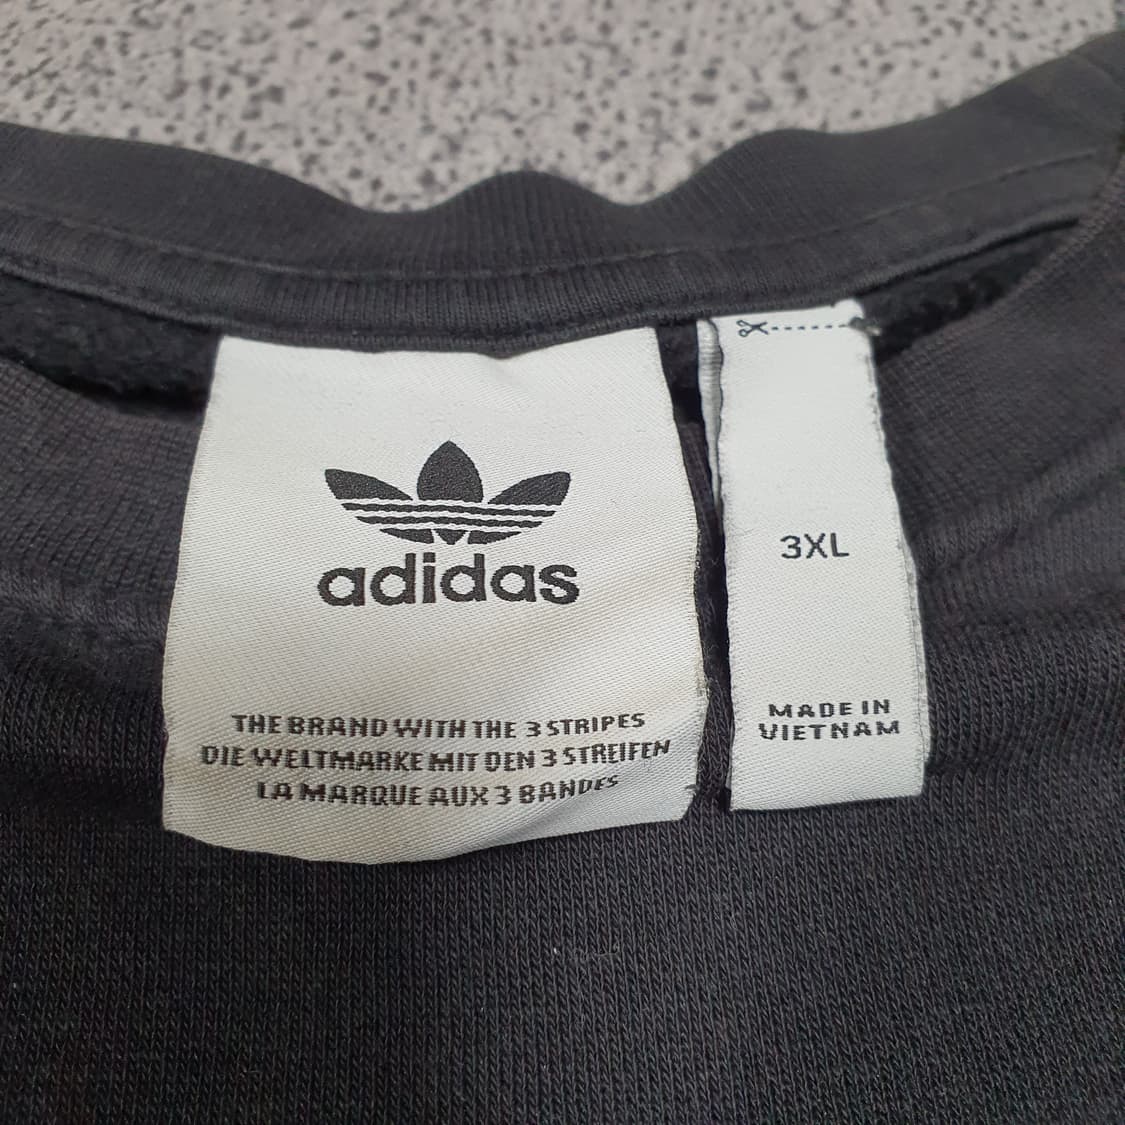 adidas
THE BRAND WITH THE 3 STRIPES
DIE WELTMARKE MIT DEN 3 STREIFEN
LA MARQUE AUX 3 BANDES
3XL
MADE IN
VIETNAM